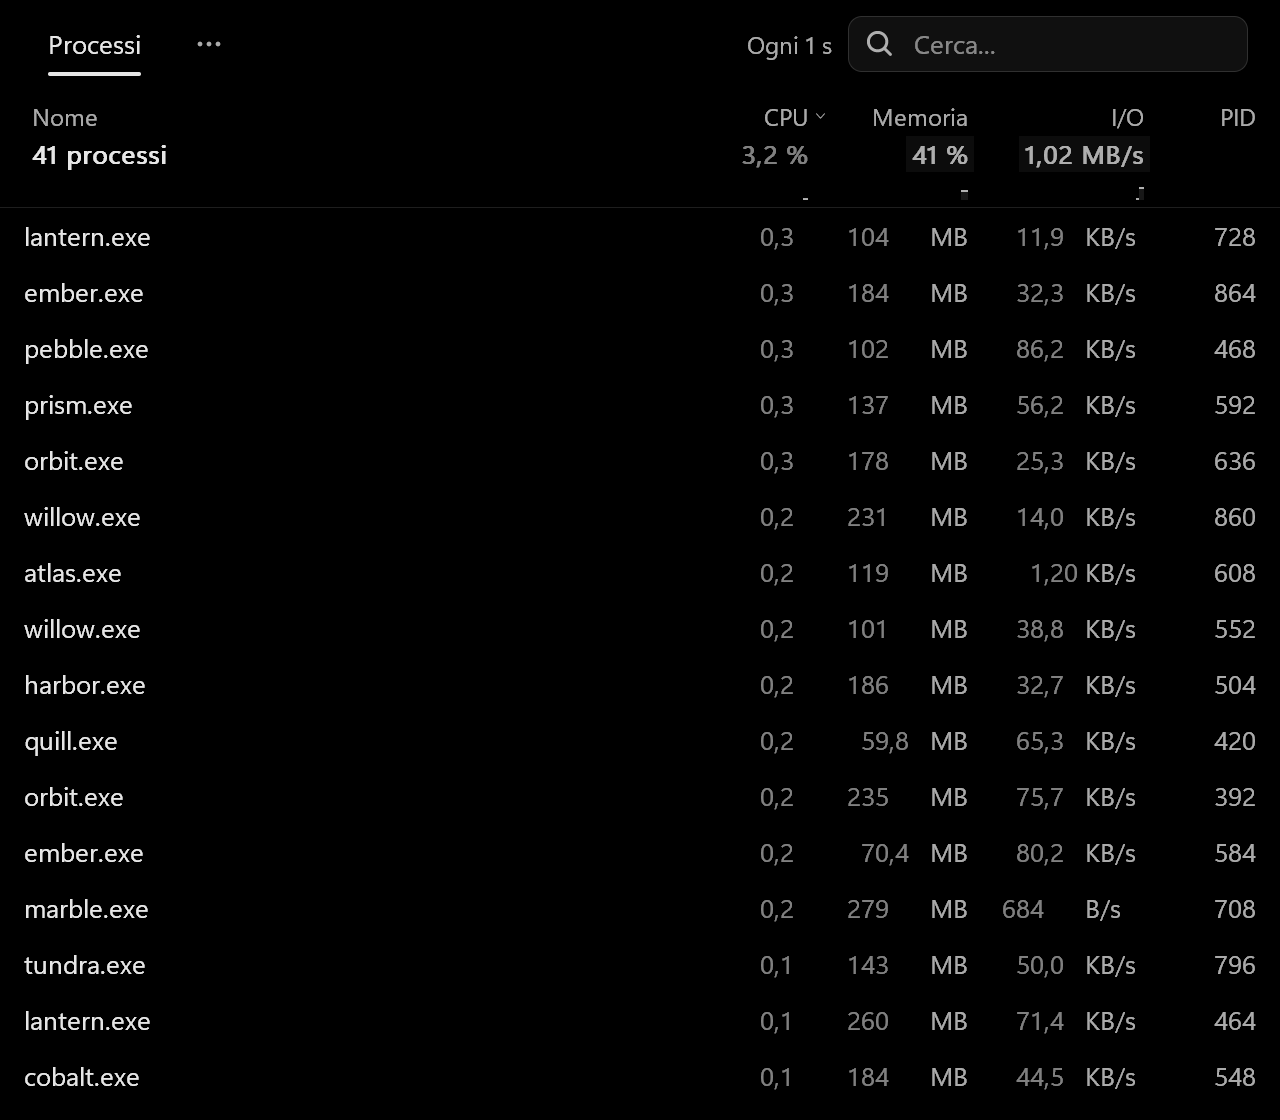 Processi ··· Ogni 1 s Cerca...
Nome CPU Memoria I/O PID
41 processi 3,2 % 41 % 1,02 MB/s
lantern.exe 0,3 104 MB 11,9 KB/s 728
ember.exe 0,3 184 MB 32,3 KB/s 864
pebble.exe 0,3 102 MB 86,2 KB/s 468
prism.exe 0,3 137 MB 56,2 KB/s 592
orbit.exe 0,3 178 MB 25,3 KB/s 636
willow.exe 0,2 231 MB 14,0 KB/s 860
atlas.exe 0,2 119 MB 1,20 KB/s 608
willow.exe 0,2 101 MB 38,8 KB/s 552
harbor.exe 0,2 186 MB 32,7 KB/s 504
quill.exe 0,2 59,8 MB 65,3 KB/s 420
orbit.exe 0,2 235 MB 75,7 KB/s 392
ember.exe 0,2 70,4 MB 80,2 KB/s 584
marble.exe 0,2 279 MB 684 B/s 708
tundra.exe 0,1 143 MB 50,0 KB/s 796
lantern.exe 0,1 260 MB 71,4 KB/s 464
cobalt.exe 0,1 184 MB 44,5 KB/s 548